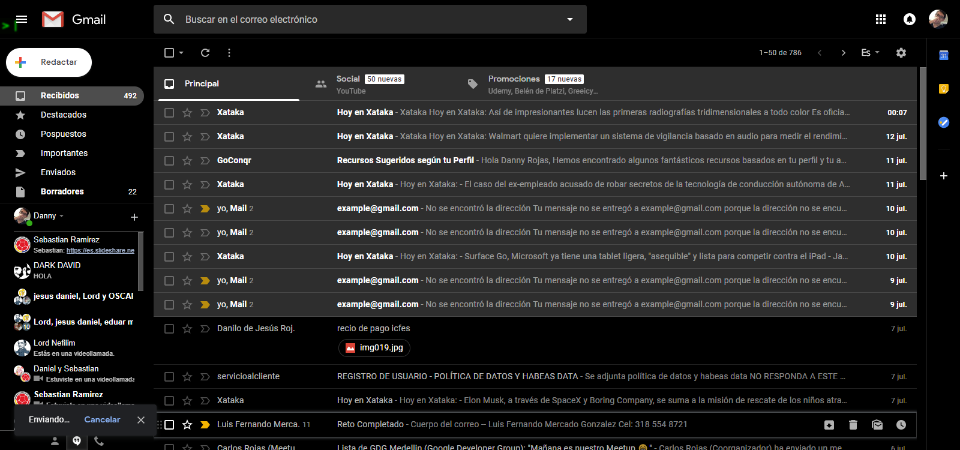 > |
Gmail
Buscar en el correo electrónico
Redactar
1–50 de 786
Es
Principal
Social 50 nuevas
YouTube
Promociones 17 nuevas
Udemy, Belén de Platzi, Greeicy...
Recibidos 492
Destacados
Pospuestos
Importantes
Enviados
Borradores 22
Xataka Hoy en Xataka - Xataka Hoy en Xataka: Así de impresionantes lucen las primeras radiografías tridimensionales a todo color Es oficia... 00:07
Xataka Hoy en Xataka - Xataka Hoy en Xataka: Walmart quiere implementar un sistema de vigilancia basado en audio para medir el rendimi... 12 jul.
GoConqr Recursos Sugeridos según tu Perfil - Hola Danny Rojas, Hemos encontrado algunos fantásticos recursos basados en tu perfil y tu a... 11 jul.
Xataka Hoy en Xataka - Xataka Hoy en Xataka: - El caso del ex-empleado acusado de robar secretos de la tecnología de conducción autónoma de A... 11 jul.
yo, Mail 2 example@gmail.com - No se encontró la dirección Tu mensaje no se entregó a example@gmail.com porque la dirección no se encu... 10 jul.
yo, Mail 2 example@gmail.com - No se encontró la dirección Tu mensaje no se entregó a example@gmail.com porque la dirección no se encu... 10 jul.
Xataka Hoy en Xataka - Xataka Hoy en Xataka: - Surface Go, Microsoft ya tiene una tablet ligera, "asequible" y lista para competir contra el iPad - Ja... 10 jul.
yo, Mail 2 example@gmail.com - No se encontró la dirección Tu mensaje no se entregó a example@gmail.com porque la dirección no se encu... 9 jul.
yo, Mail 2 example@gmail.com - No se encontró la dirección Tu mensaje no se entregó a example@gmail.com porque la dirección no se encu... 9 jul.
Danilo de Jesús Roj. recio de pago icfes 7 jul.
img019.jpg
servicioalcliente REGISTRO DE USUARIO - POLÍTICA DE DATOS Y HABEAS DATA - Se adjunta política de datos y habeas data NO RESPONDA A ESTE ... 7 jul.
Xataka Hoy en Xataka - Xataka Hoy en Xataka: - Elon Musk, a través de SpaceX y Boring Company, se suma a la misión de rescate de los niños atra... 7 jul.
Luis Fernando Merca. 11 Reto Completado - Cuerpo del correo -- Luis Fernando Mercado Gonzalez Cel: 318 554 8721
Carlos Rojas (Meetu. Lista de GDG Medellin (Google Developer Group): "Mañana es nuestro Meetup" - Carlos Rojas (Coorganizador) ha enviado un me... 6 jul.
Danny
Sebastian Ramirez
Sebastian: https://es.slideshare.ne
DARK DAVID
HOLA
jesus daniel, Lord y OSCAI
Lord, jesus daniel, eduar m
Lord Nefilim
Estás en una videollamada.
Daniel y Sebastian
Estuviste en una videollamada
Sebastian Ramirez
Estuviste en una videollamada
Enviando... Cancelar